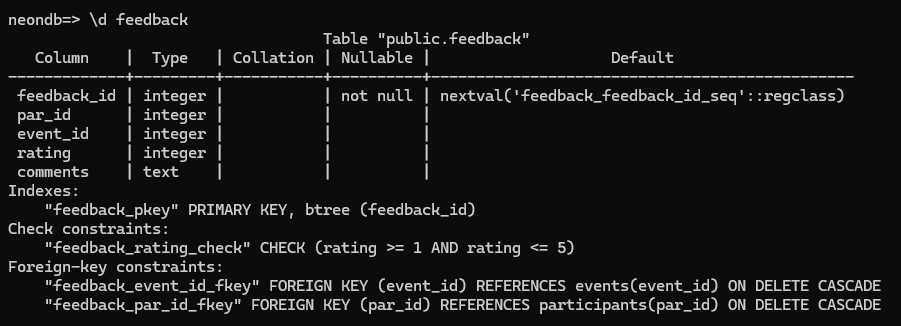 neondb=> \d feedback
                                    Table "public.feedback"
   Column    |  Type   | Collation | Nullable |                    Default
-------------+---------+-----------+----------+-----------------------------------------------
 feedback_id | integer |           | not null | nextval('feedback_feedback_id_seq'::regclass)
 par_id      | integer |           |          |
 event_id    | integer |           |          |
 rating      | integer |           |          |
 comments    | text    |           |          |
Indexes:
    "feedback_pkey" PRIMARY KEY, btree (feedback_id)
Check constraints:
    "feedback_rating_check" CHECK (rating >= 1 AND rating <= 5)
Foreign-key constraints:
    "feedback_event_id_fkey" FOREIGN KEY (event_id) REFERENCES events(event_id) ON DELETE CASCADE
    "feedback_par_id_fkey" FOREIGN KEY (par_id) REFERENCES participants(par_id) ON DELETE CASCADE